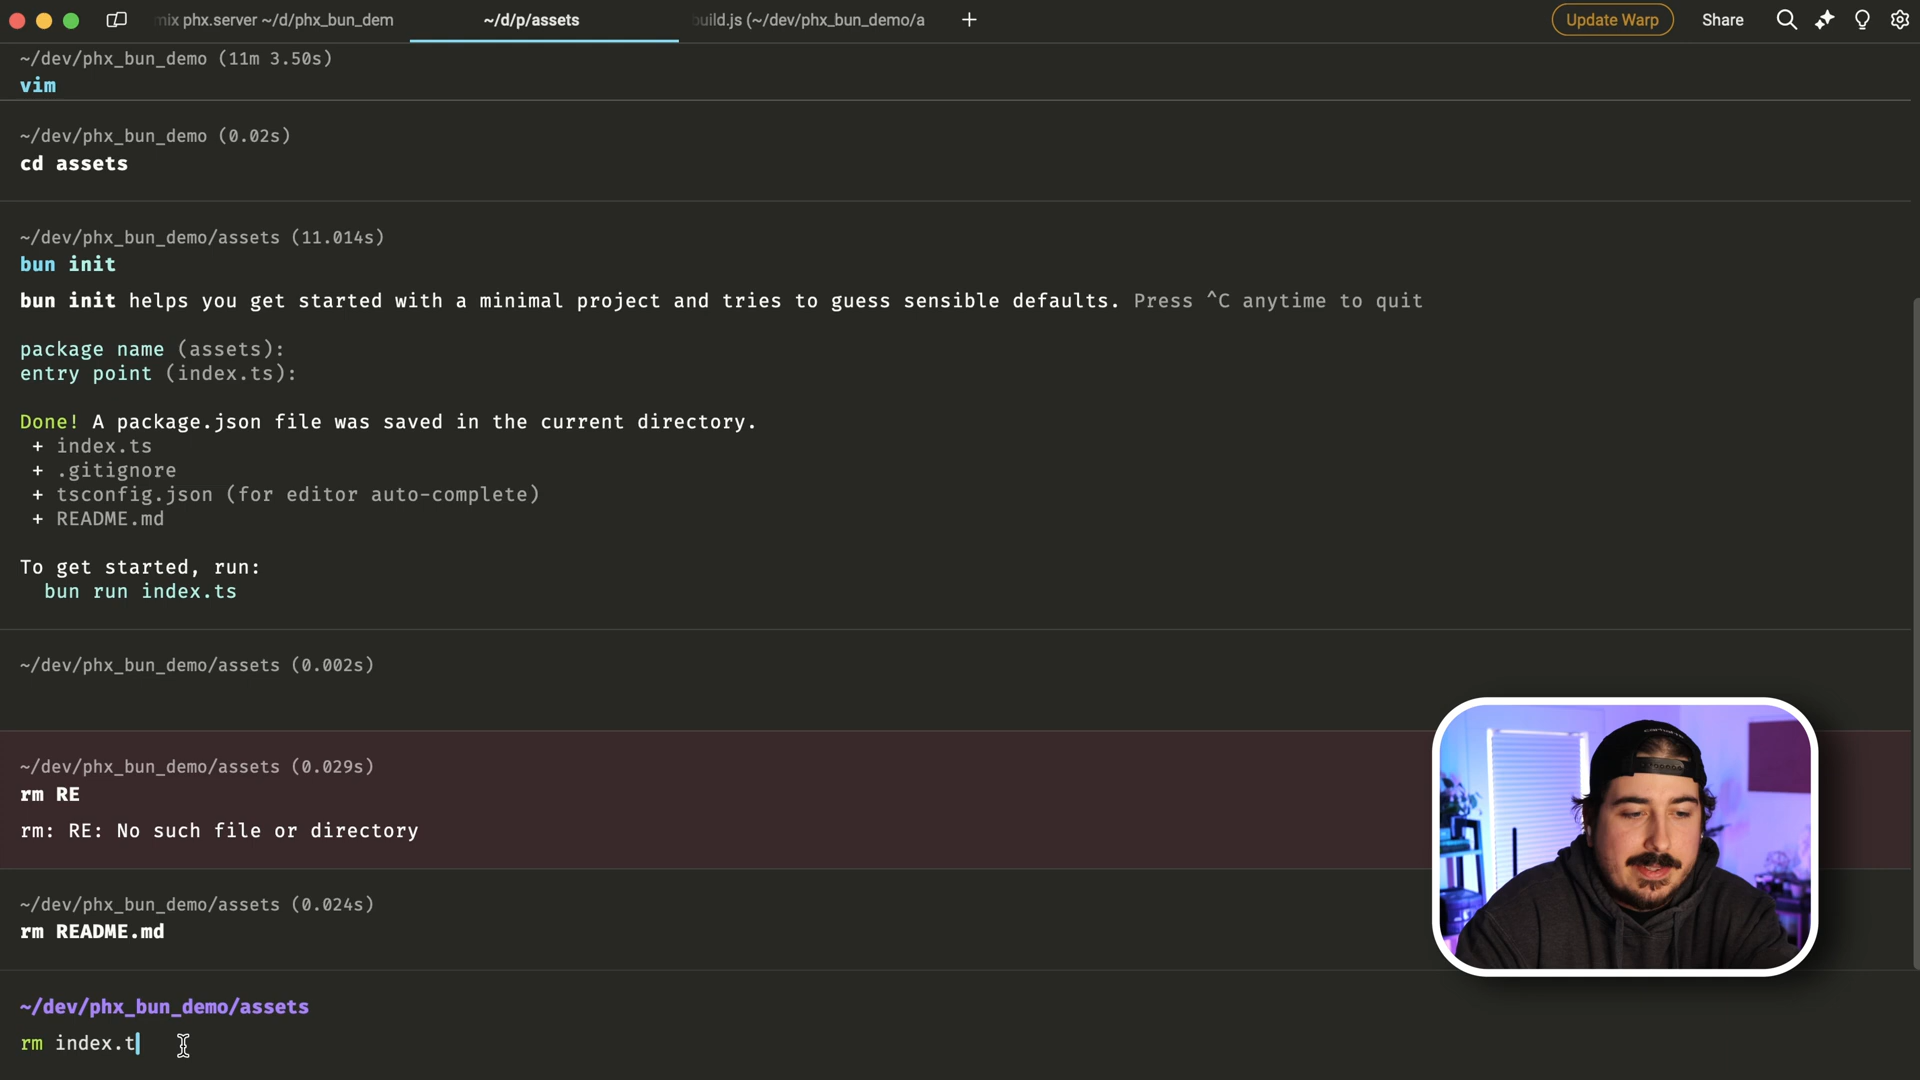 mix phx.server ~/d/phx_bun_dem
~/d/p/assets
build.js (~/dev/phx_bun_demo/a
+
Update Warp
Share
~/dev/phx_bun_demo (11m 3.50s)
vim
~/dev/phx_bun_demo (0.02s)
cd assets
~/dev/phx_bun_demo/assets (11.014s)
bun init
bun init helps you get started with a minimal project and tries to guess sensible defaults. Press ^C anytime to quit
package name (assets):
entry point (index.ts):
Done! A package.json file was saved in the current directory.
+ index.ts
+ .gitignore
+ tsconfig.json (for editor auto-complete)
+ README.md
To get started, run:
bun run index.ts
~/dev/phx_bun_demo/assets (0.002s)
~/dev/phx_bun_demo/assets (0.029s)
rm RE
rm: RE: No such file or directory
~/dev/phx_bun_demo/assets (0.024s)
rm README.md
~/dev/phx_bun_demo/assets
rm index.t